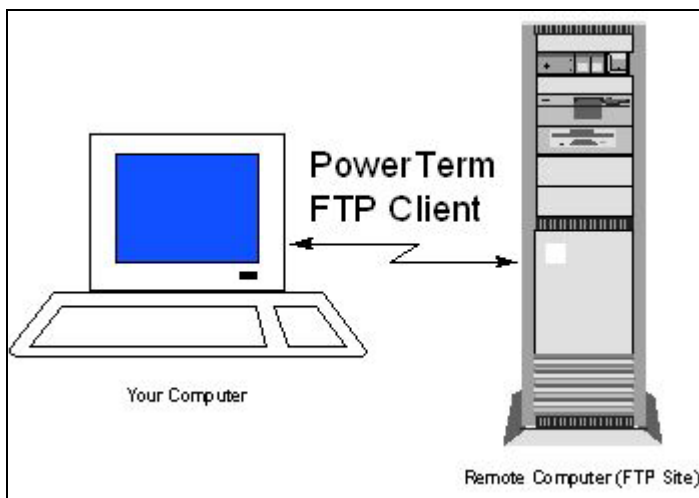 PowerTerm
FTP Client
Your Computer
Remote Computer (FTP Site)